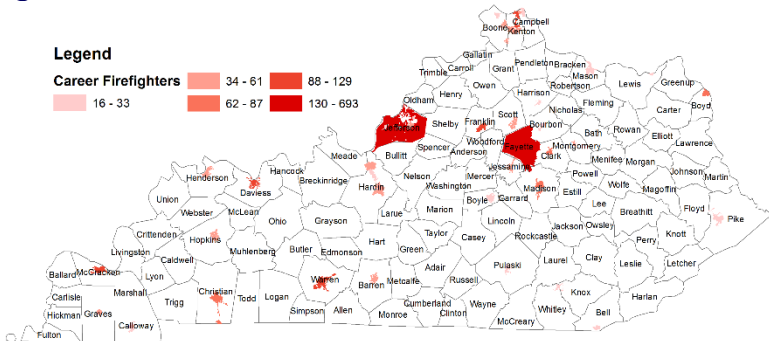 Legend
Career Firefighters
16 - 33
34 - 61
62 - 87
88 - 129
130 - 693
Boone Campbell
Kenton
Gallatin
Trimble Carroll Grant Pendleton Bracken
Mason
Robertson Lewis Greenup
Owen
Henry Harrison
Oldham Nicholas Fleming Carter Boyd
Jefferson Shelby Franklin Scott Bourbon
Bath Rowan Elliott
Woodford Fayette Montgomery Lawrence
Spencer Anderson Clark Menifee Morgan
Meade Bullitt Jessamine
Hancock Nelson Mercer Powell Johnson Martin
Henderson Breckinridge Hardin Washington Madison Estill Wolfe Magoffin
Daviess
Union Boyle Garrard Lee Floyd
Webster McLean Ohio Grayson Larue Marion Lincoln Breathitt Pike
Crittenden Jackson Owsley Knott
Hopkins Hart Taylor Casey Rockcastle Perry
Livingston Muhlenberg Butler Edmonson Green
Caldwell Laurel Clay Leslie Letcher
Ballard McCracken Lyon Adair Pulaski
Warren Barren Metcalfe Russell
Marshall Christian Knox Harlan
Carlisle Trigg Todd Logan Cumberland Wayne Whitley
Hickman Graves Simpson Allen Monroe Clinton Bell
Calloway McCreary
Fulton